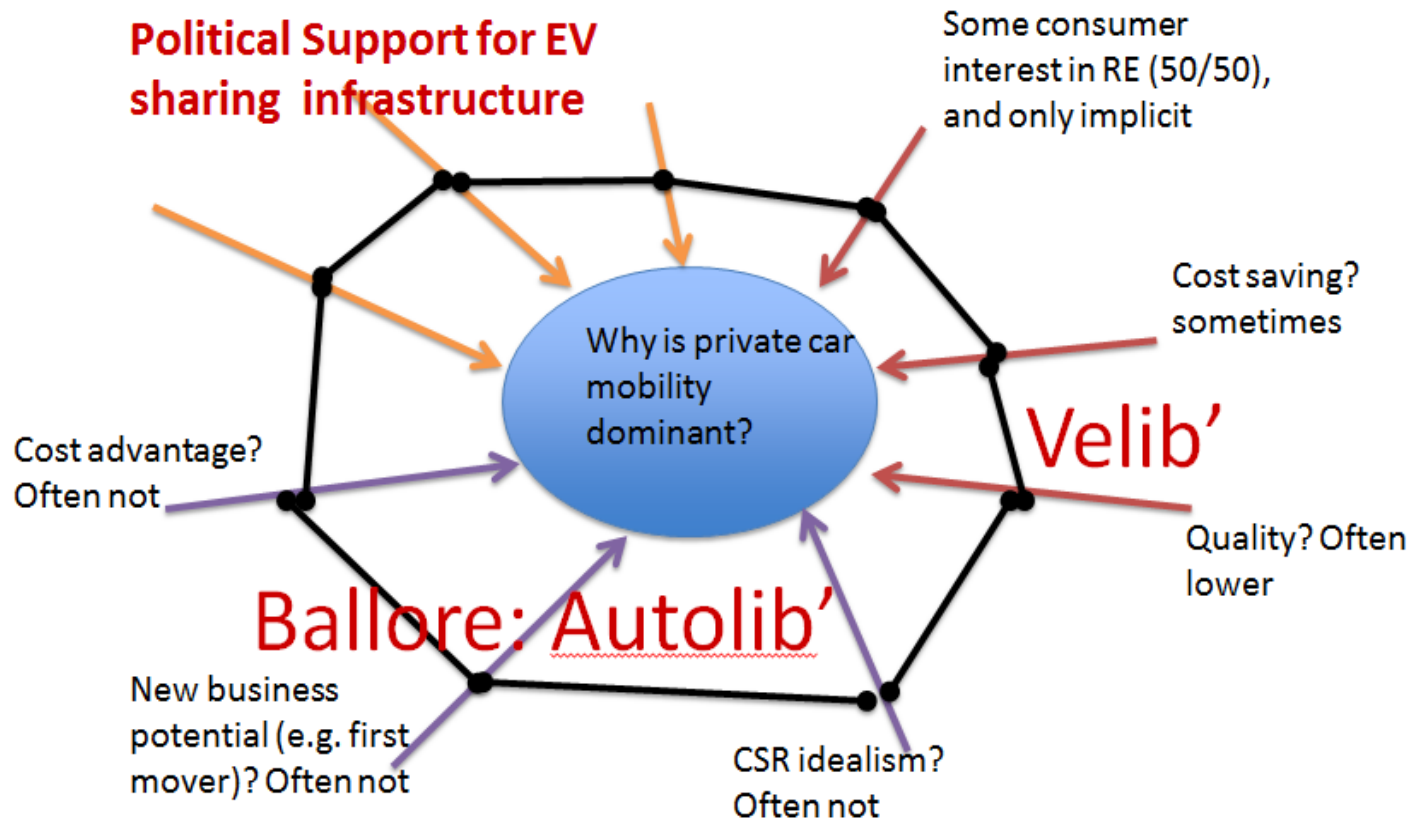 Political Support for EV
sharing infrastructure
Some consumer
interest in RE (50/50),
and only implicit
Cost saving?
sometimes
Why is private car
mobility
dominant?
Velib’
Cost advantage?
Often not
Quality? Often
lower
Ballore: Autolib’
New business
potential (e.g. first
mover)? Often not
CSR idealism?
Often not